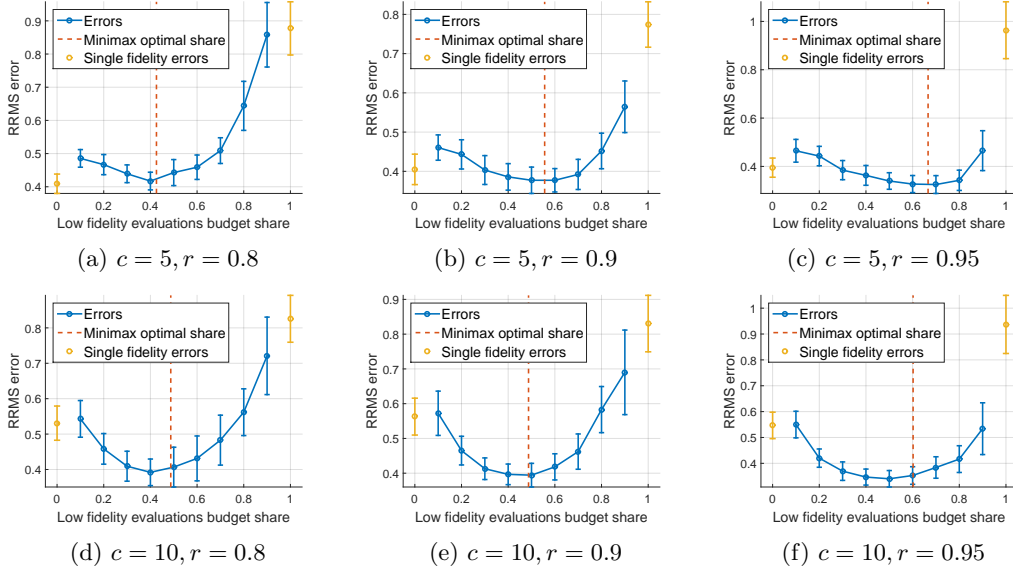 0.9
0.8
0.7
0.6
0.5
0.4
RRMS error
Errors
Minimax optimal share
Single fidelity errors
0 0.2 0.4 0.6 0.8 1
Low fidelity evaluations budget share
(a) c = 5, r = 0.8
0.8
0.7
0.6
0.5
0.4
RRMS error
Errors
Minimax optimal share
Single fidelity errors
0 0.2 0.4 0.6 0.8 1
Low fidelity evaluations budget share
(b) c = 5, r = 0.9
1
0.8
0.6
0.4
RRMS error
Errors
Minimax optimal share
Single fidelity errors
0 0.2 0.4 0.6 0.8 1
Low fidelity evaluations budget share
(c) c = 5, r = 0.95
0.8
0.7
0.6
0.5
0.4
RRMS error
Errors
Minimax optimal share
Single fidelity errors
0 0.2 0.4 0.6 0.8 1
Low fidelity evaluations budget share
(d) c = 10, r = 0.8
0.9
0.8
0.7
0.6
0.5
0.4
RRMS error
Errors
Minimax optimal share
Single fidelity errors
0 0.2 0.4 0.6 0.8 1
Low fidelity evaluations budget share
(e) c = 10, r = 0.9
1
0.9
0.8
0.7
0.6
0.5
0.4
RRMS error
Errors
Minimax optimal share
Single fidelity errors
0 0.2 0.4 0.6 0.8 1
Low fidelity evaluations budget share
(f) c = 10, r = 0.95